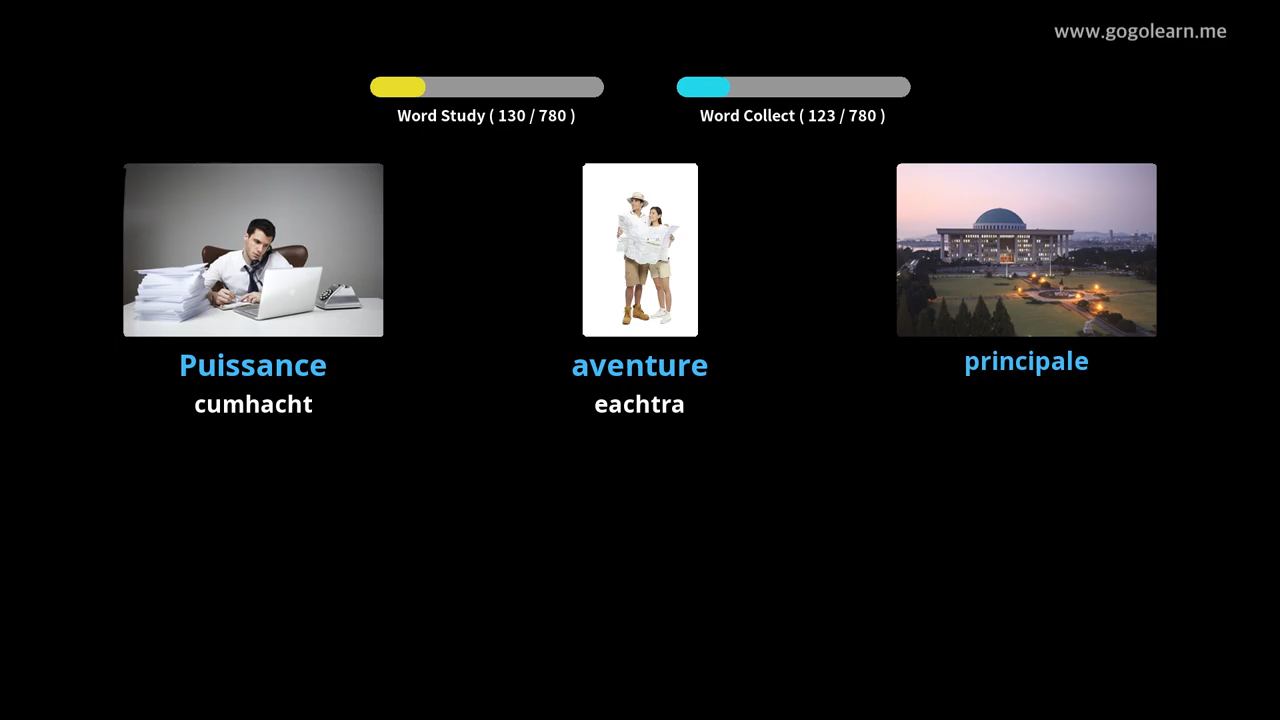 www.gogolearn.me
Word Study ( 130 / 780 )
Word Collect ( 123 / 780 )
Puissance
cumhacht
aventure
eachtra
principale